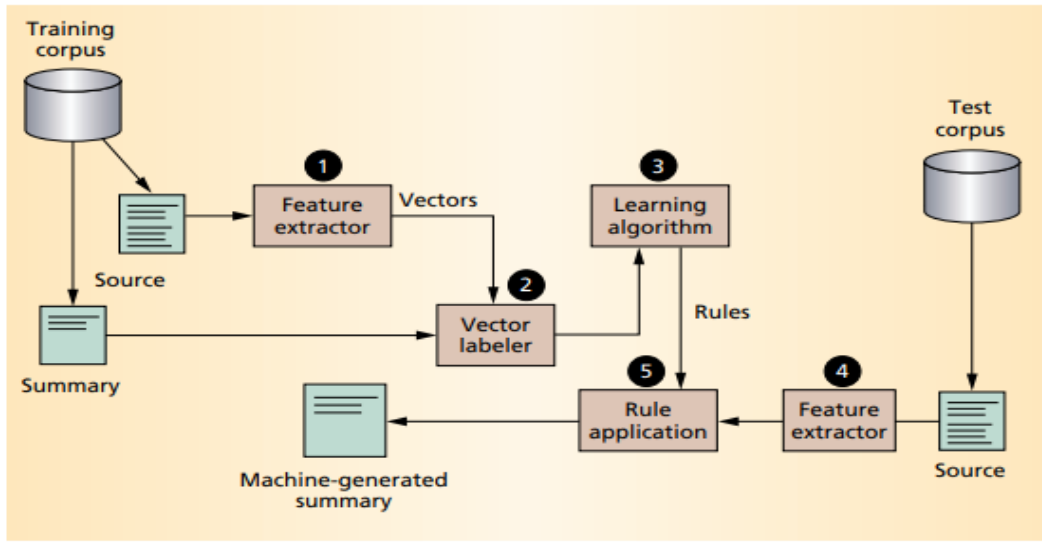 Training
corpus
Test
corpus
1
3
Feature
extractor
Vectors
Learning
algorithm
Source
2
Vector
labeler
Rules
Summary
5
4
Rule
application
Feature
extractor
Machine-generated
summary
Source